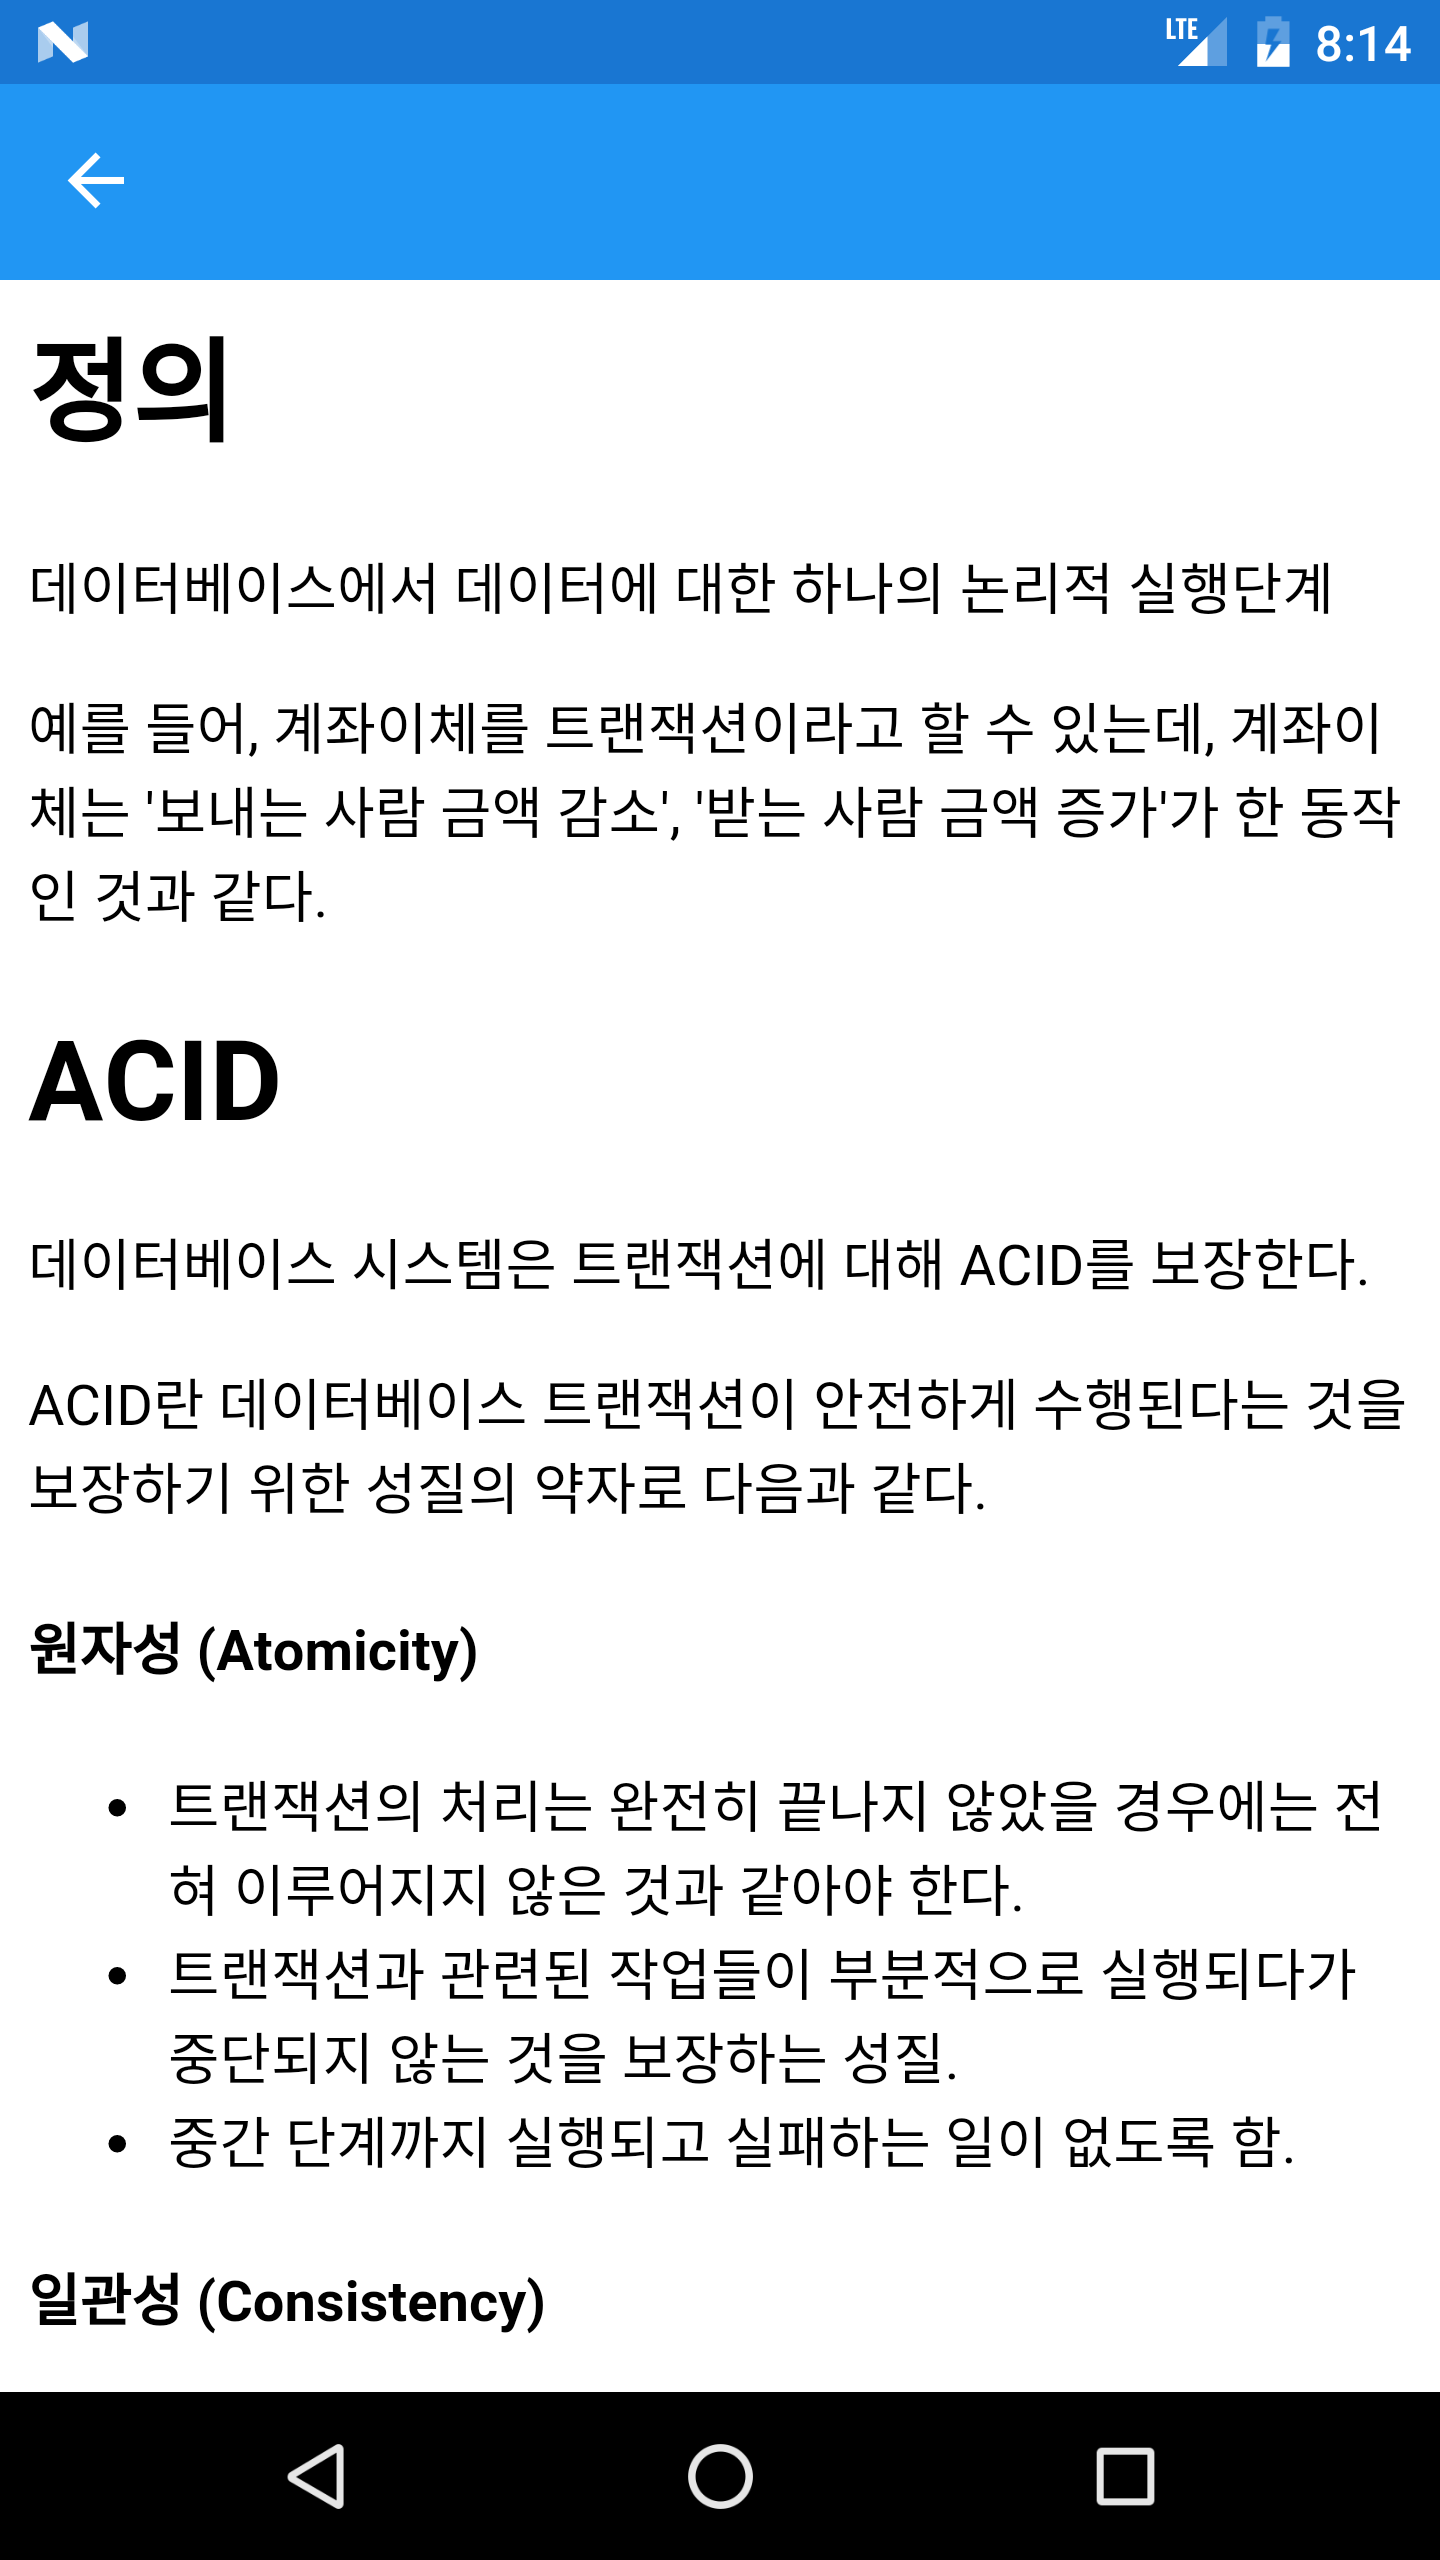 LTE 8:14
정의
데이터베이스에서 데이터에 대한 하나의 논리적 실행단계
예를 들어, 계좌이체를 트랜잭션이라고 할 수 있는데, 계좌이
체는 '보내는 사람 금액 감소', '받는 사람 금액 증가'가 한 동작
인 것과 같다.
ACID
데이터베이스 시스템은 트랜잭션에 대해 ACID를 보장한다.
ACID란 데이터베이스 트랜잭션이 안전하게 수행된다는 것을
보장하기 위한 성질의 약자로 다음과 같다.
원자성 (Atomicity)
• 트랜잭션의 처리는 완전히 끝나지 않았을 경우에는 전
혀 이루어지지 않은 것과 같아야 한다.
• 트랜잭션과 관련된 작업들이 부분적으로 실행되다가
중단되지 않는 것을 보장하는 성질.
• 중간 단계까지 실행되고 실패하는 일이 없도록 함.
일관성 (Consistency)